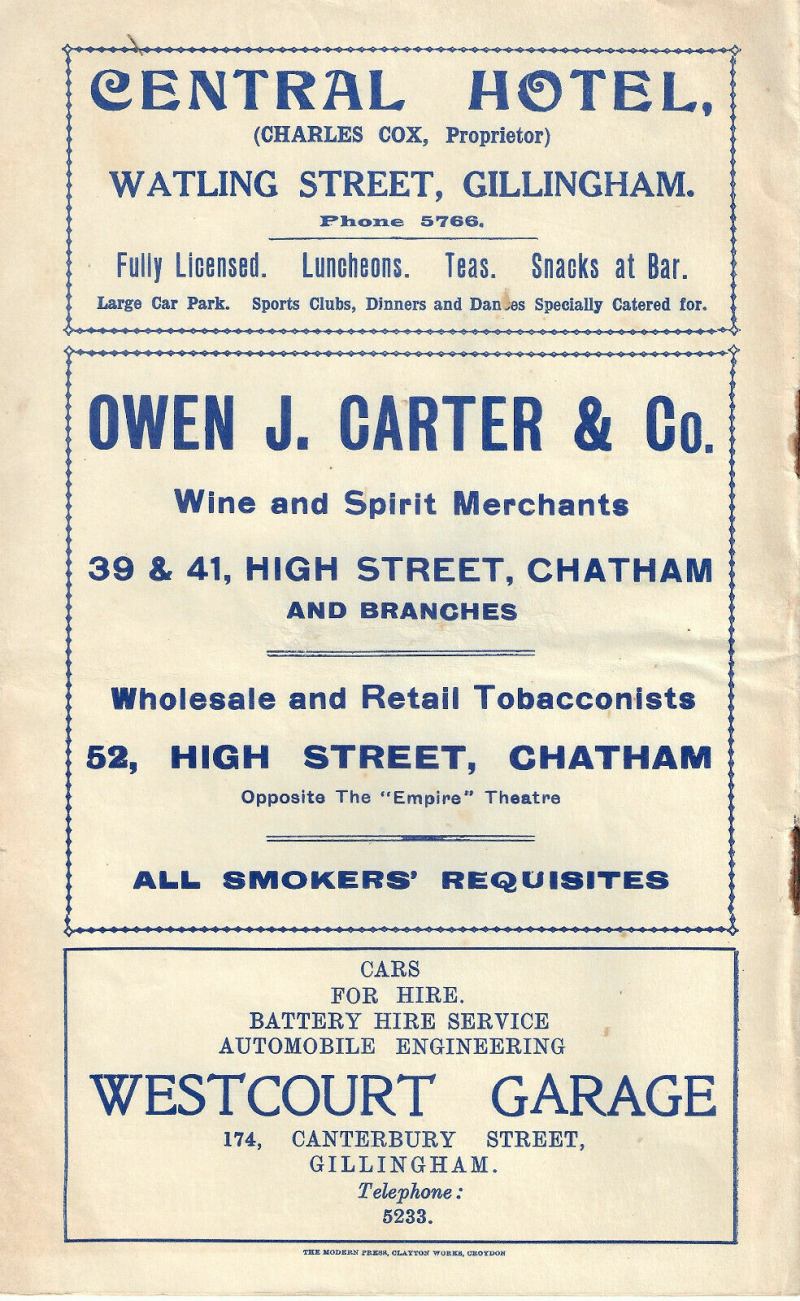 CENTRAL HOTEL,
(CHARLES COX, Proprietor)
WATLING STREET, GILLINGHAM.
Phone 5766.
Fully Licensed. Luncheons. Teas. Snacks at Bar.
Large Car Park. Sports Clubs, Dinners and Dances Specially Catered for.
OWEN J. CARTER & Co.
Wine and Spirit Merchants
39 & 41, HIGH STREET, CHATHAM
AND BRANCHES
Wholesale and Retail Tobacconists
52, HIGH STREET, CHATHAM
Opposite The "Empire" Theatre
ALL SMOKERS' REQUISITES
CARS
FOR HIRE.
BATTERY HIRE SERVICE
AUTOMOBILE ENGINEERING
WESTCOURT GARAGE
174, CANTERBURY STREET,
GILLINGHAM.
Telephone:
5233.
THE MODERN PRESS, CLAYTON WORKS, CROYDON